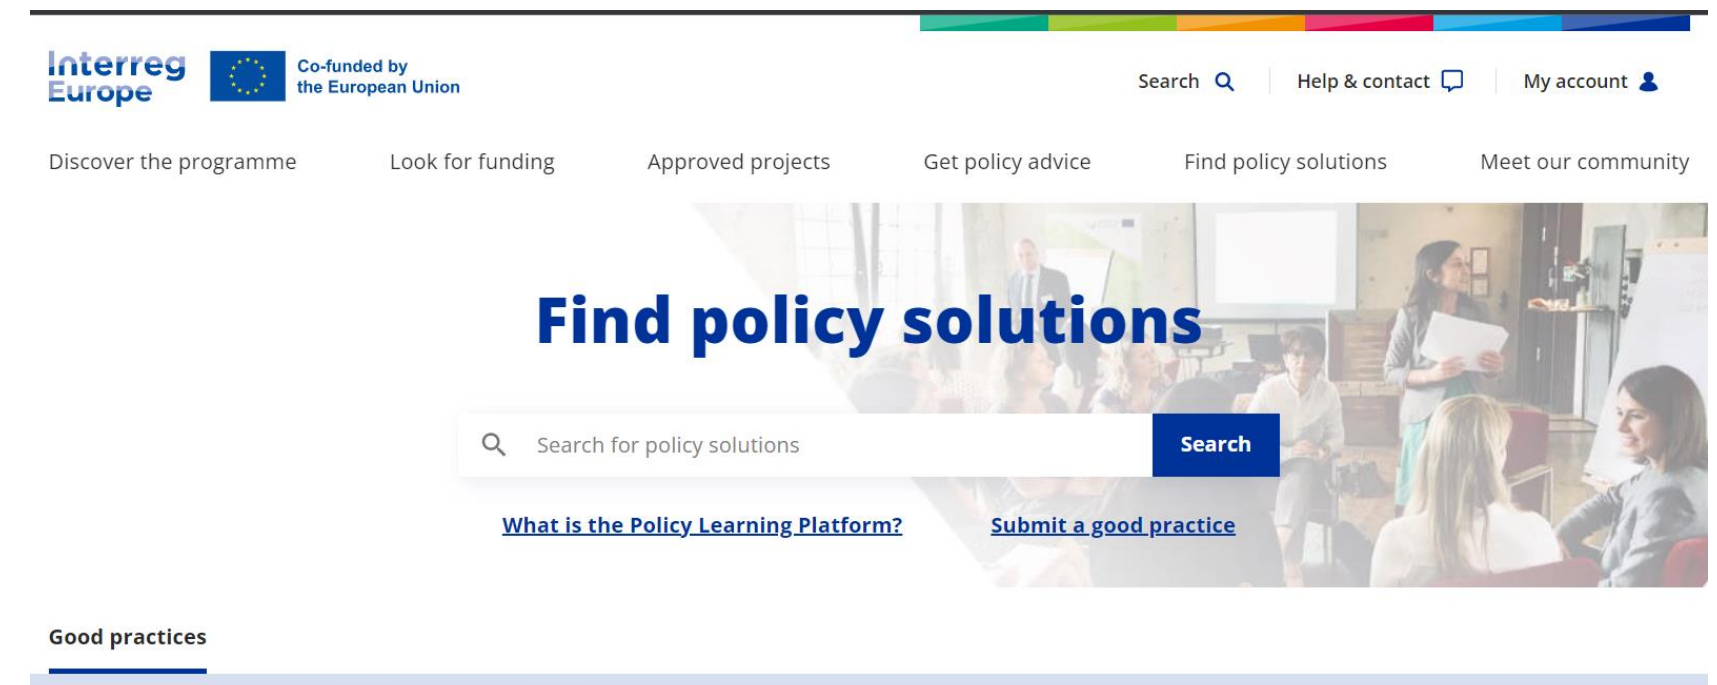 Interreg
Europe
Co-funded by
the European Union
Search
Help & contact
My account
Discover the programme
Look for funding
Approved projects
Get policy advice
Find policy solutions
Meet our community
Find policy solutions
Search for policy solutions
Search
What is the Policy Learning Platform?
Submit a good practice
Good practices